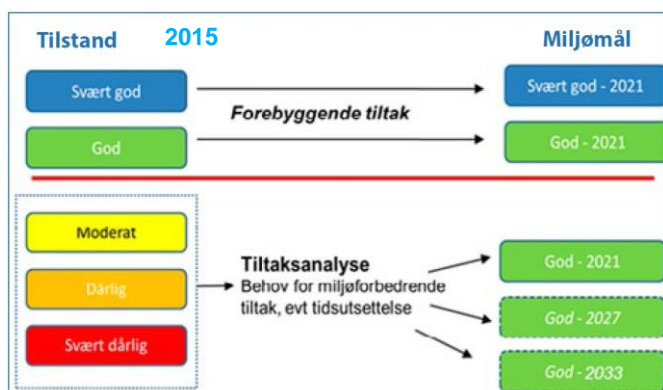 Tilstand 2015 Miljømål
Svært god
Svært god - 2021
Forebyggende tiltak
God
God - 2021
Moderat
Dårlig
Svært dårlig
Tiltaksanalyse
Behov for miljøforbedrende
tiltak, evt tidsutsettelse
God - 2021
God - 2027
God - 2033